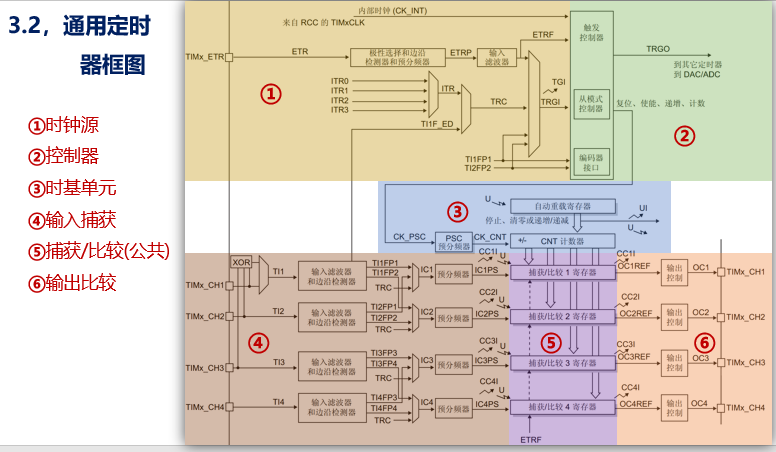 3.2，通用定时
器框图
①时钟源
②控制器
③时基单元
④输入捕获
⑤捕获/比较(公共)
⑥输出比较
内部时钟 (CK_INT)
来自 RCC 的 TIMxCLK
TIMx_ETR
ETR
极性选择和边沿
检测器和预分频器
ETRP
输入
滤波器
ETRF
触发
控制器
TRGO
到其它定时器
到 DAC/ADC
ITR0
ITR1
ITR2
ITR3
①
ITR
TRC
TI1F_ED
TGI
TRGI
从模式
控制器
复位、使能、递增、计数
②
TI1FP1
TI2FP2
编码器
接口
③
U
自动重载寄存器
UI
停止、清零或递增/递减
U
CK_PSC
PSC
预分频器
CK_CNT
+/-
CNT 计数器
XOR
TIMx_CH1
TI1
输入滤波器
和边沿检测器
TI1FP1
TI1FP2
TRC
IC1
预分频器
IC1PS
CC1I
U
捕获/比较 1 寄存器
CC1I
OC1REF
输出
控制
OC1
TIMx_CH1
TIMx_CH2
TI2
输入滤波器
和边沿检测器
TI2FP1
TI2FP2
TRC
IC2
预分频器
IC2PS
CC2I
U
捕获/比较 2 寄存器
CC2I
OC2REF
输出
控制
OC2
TIMx_CH2
④
⑤
⑥
TIMx_CH3
TI3
输入滤波器
和边沿检测器
TI3FP3
TI3FP4
TRC
IC3
预分频器
IC3PS
CC3I
U
捕获/比较 3 寄存器
CC3I
OC3REF
输出
控制
OC3
TIMx_CH3
TIMx_CH4
TI4
输入滤波器
和边沿检测器
TI4FP3
TI4FP4
TRC
IC4
预分频器
IC4PS
CC4I
U
捕获/比较 4 寄存器
CC4I
OC4REF
输出
控制
OC4
TIMx_CH4
ETRF